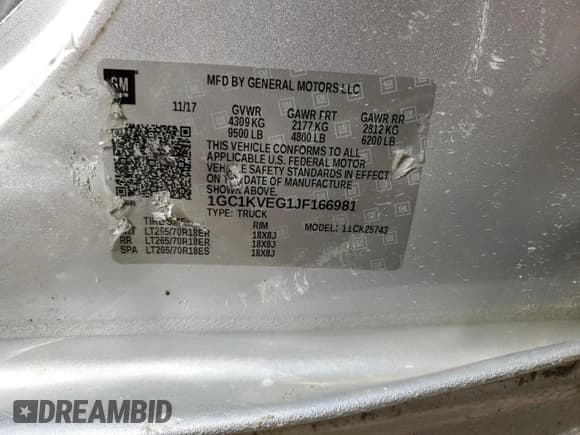 GM
MFD BY GENERAL MOTORS LLC
11/17 GVWR GAWR FRT GAWR RR
4309 KG 2177 KG 2812 KG
9500 LB 4800 LB 6200 LB
THIS VEHICLE CONFORMS TO ALL
APPLICABLE U.S. FEDERAL MOTOR
VEHICLE SAFETY STANDARDS IN EFFECT
ON DATE OF MANUFACTURE
SHOWN ABOVE.
1GC1KVEG1JF166981
TYPE: TRUCK MODEL: 11CK25743
TIRE RIM
LT265/70R18ER 18X8J
RR LT265/70R18ER 18X8J
SPA LT265/70R18ES 18X8J
DREAMBID